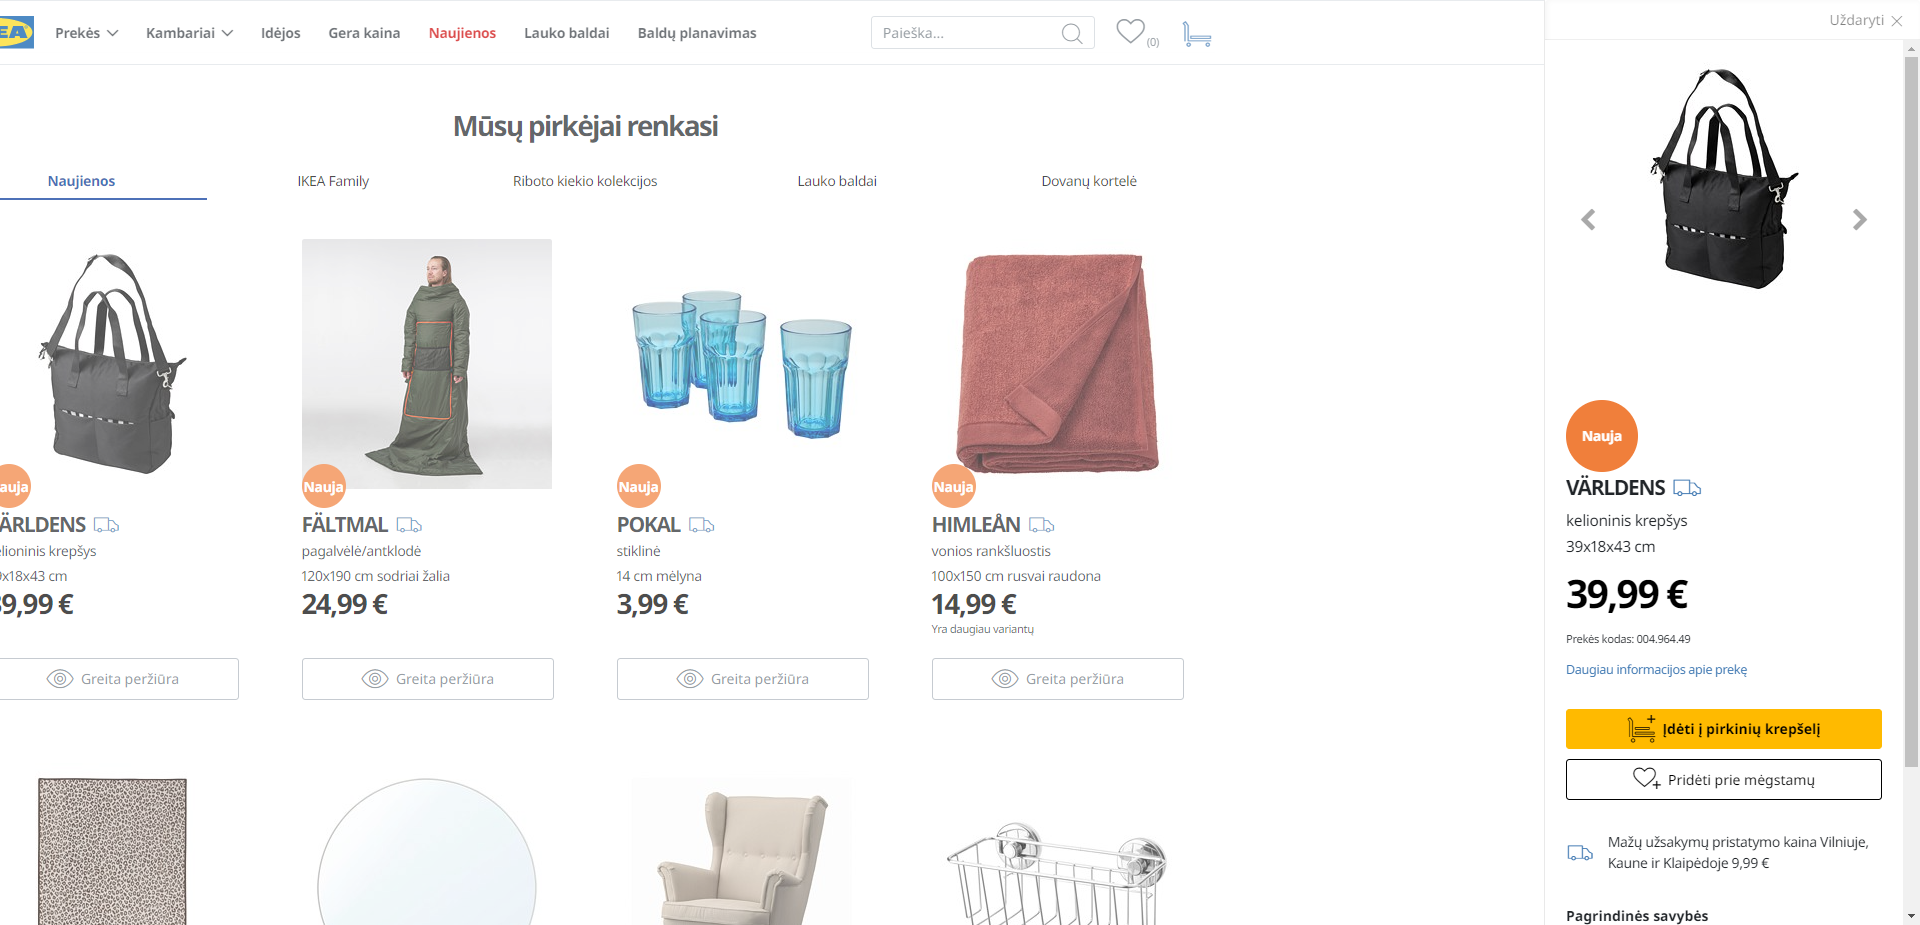 EA
Prekės
Kambariai
Idėjos
Gera kaina
Naujienos
Lauko baldai
Baldų planavimas
Paieška...
(0)
Uždaryti
Mūsų pirkėjai renkasi
Naujienos
IKEA Family
Riboto kiekio kolekcijos
Lauko baldai
Dovanų kortelė
auja
Nauja
Nauja
Nauja
ÄRLDENS
elioninis krepšys
9x18x43 cm
39,99 €
Greita peržiūra
FÄLTMAL
pagalvėlė/antklodė
120x190 cm sodriai žalia
24,99 €
Greita peržiūra
POKAL
stiklinė
14 cm mėlyna
3,99 €
Greita peržiūra
HIMLEÅN
vonios rankšluostis
100x150 cm rusvai raudona
14,99 €
Yra daugiau variantų
Greita peržiūra
Nauja
VÄRLDENS
kelioninis krepšys
39x18x43 cm
39,99 €
Prekės kodas: 004.964.49
Daugiau informacijos apie prekę
Įdėti į pirkinių krepšelį
Pridėti prie mėgstamų
Mažų užsakymų pristatymo kaina Vilniuje,
Kaune ir Klaipėdoje 9,99 €
Pagrindinės savybės